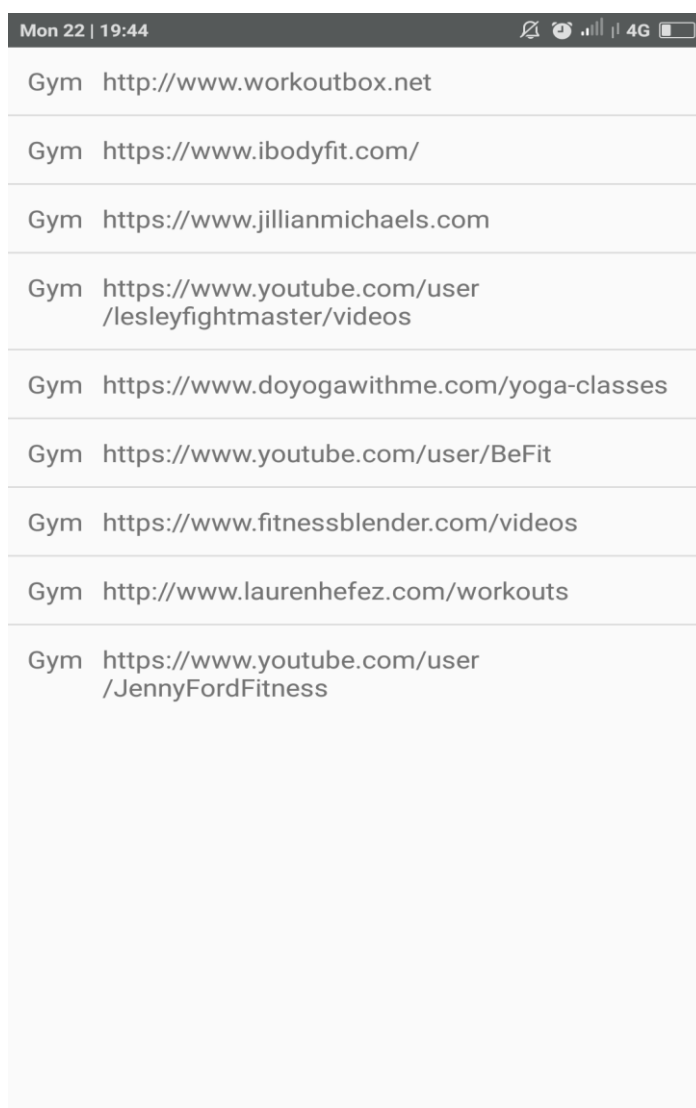 Mon 22 | 19:44 4G
Gym http://www.workoutbox.net
Gym https://www.ibodyfit.com/
Gym https://www.jillianmichaels.com
Gym https://www.youtube.com/user
/lesleyfightmaster/videos
Gym https://www.doyogawithme.com/yoga-classes
Gym https://www.youtube.com/user/BeFit
Gym https://www.fitnessblender.com/videos
Gym http://www.laurenhefez.com/workouts
Gym https://www.youtube.com/user
/JennyFordFitness